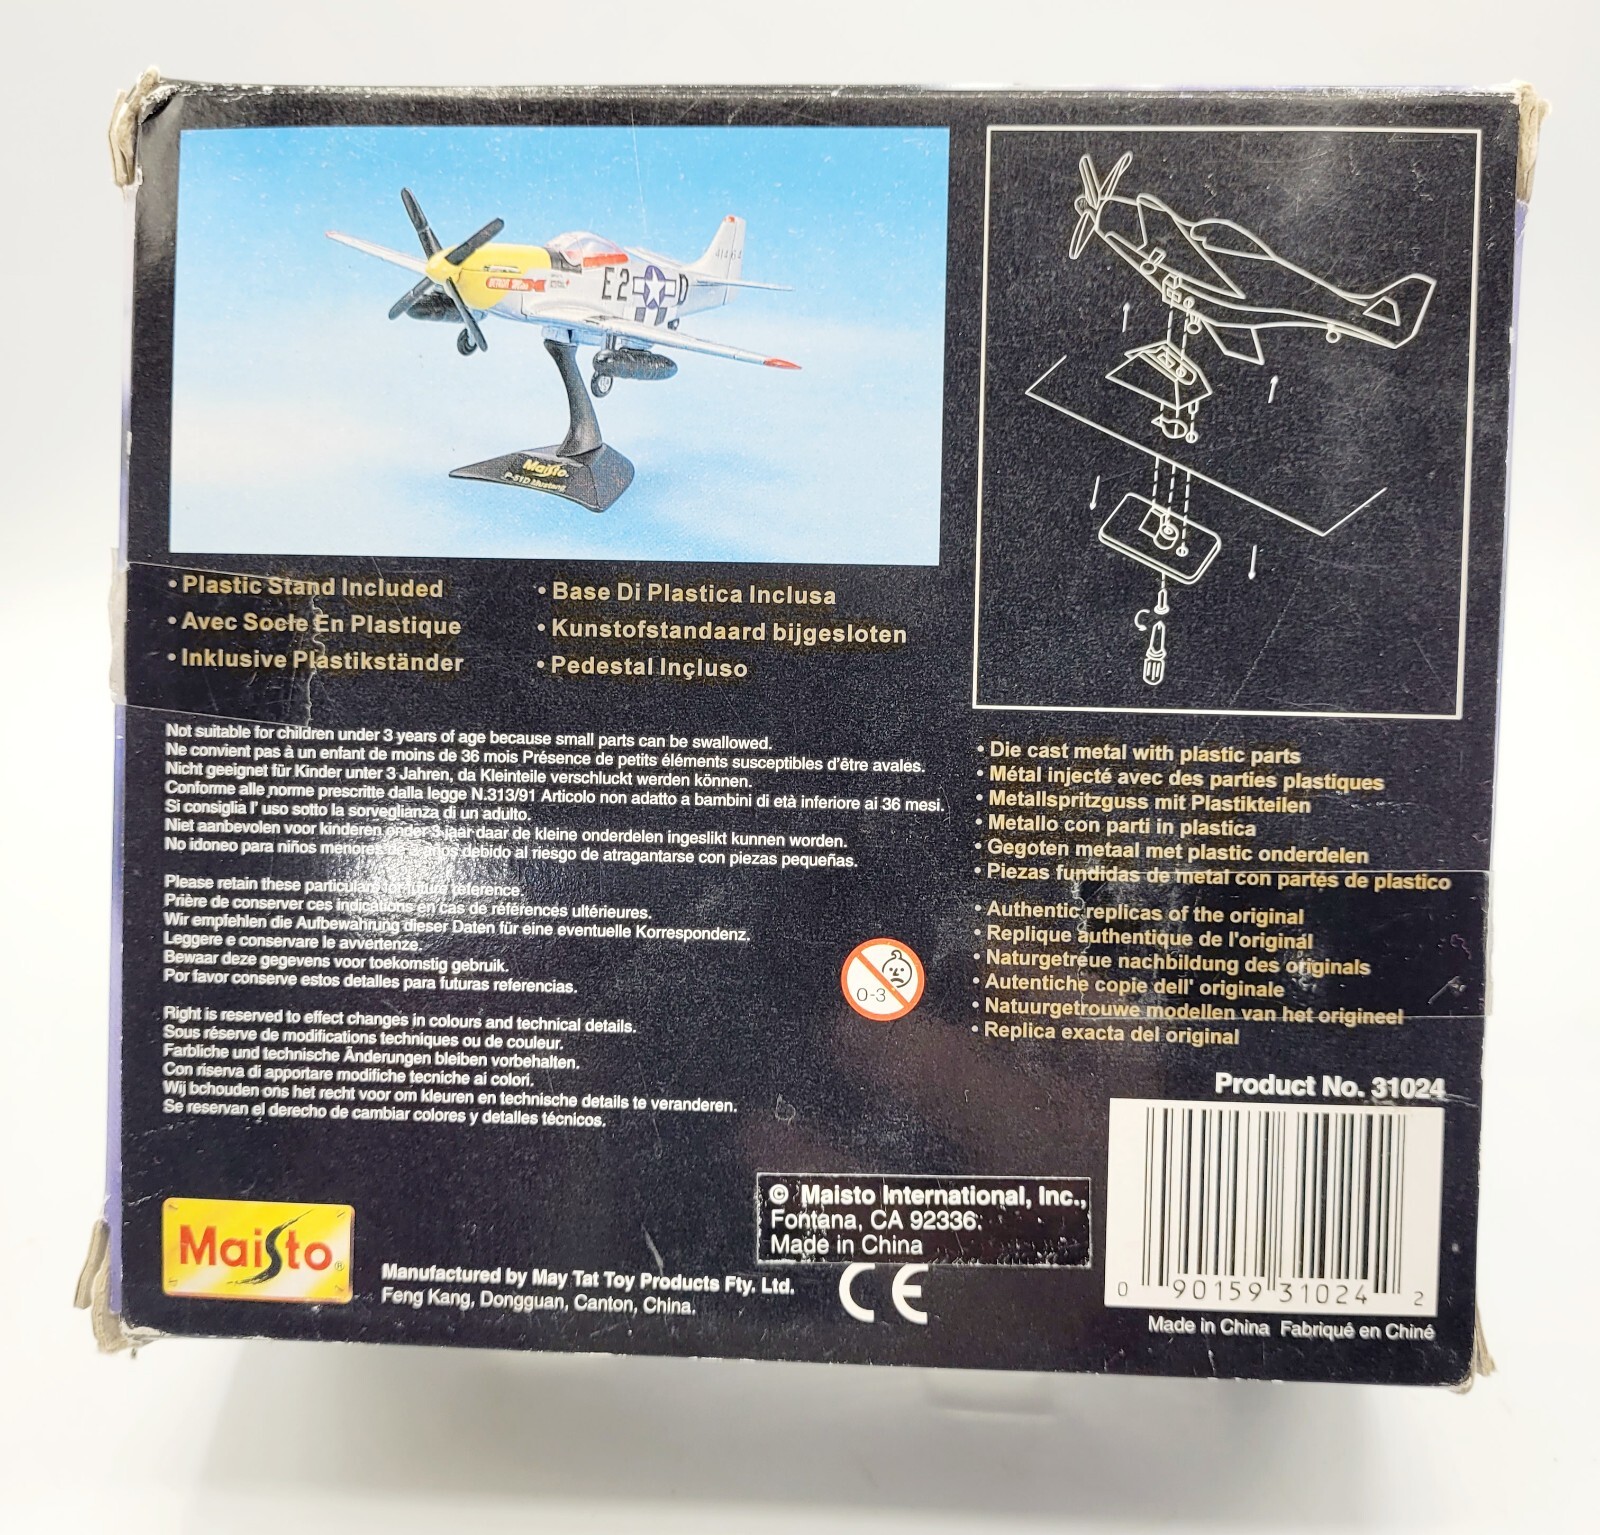 E2
D
Maisto
P-51D Mustang
• Plastic Stand Included
• Avec Socle En Plastique
• Inklusive Plastikständer
• Base Di Plastica Inclusa
• Kunstofstandaard bijgesloten
• Pedestal Inçluso
Not suitable for children under 3 years of age because small parts can be swallowed.
Ne convient pas à un enfant de moins de 36 mois Présence de petits éléments susceptibles d'être avales.
Nicht geeignet für Kinder unter 3 Jahren, da Kleinteile verschluckt werden können.
Conforme alle norme prescritte dalla legge N.313/91 Articolo non adatto a bambini di età inferiore ai 36 mesi.
Si consiglia l' uso sotto la sorveglianza di un adulto.
Niet aanbevolen voor kinderen onder 3 jaar daar de kleine onderdelen ingeslikt kunnen worden.
No idoneo para niños menores de 3 años debido al riesgo de atragantarse con piezas pequeñas.
Please retain these particulars for future reference.
Prière de conserver ces indications en cas de références ultérieures.
Wir empfehlen die Aufbewahrung dieser Daten für eine eventuelle Korrespondenz.
Leggere e conservare le avvertenze.
Bewaar deze gegevens voor toekomstig gebruik.
Por favor conserve estos detalles para futuras referencias.
Right is reserved to effect changes in colours and technical details.
Sous réserve de modifications techniques ou de couleur.
Farbliche und technische Änderungen bleiben vorbehalten.
Con riserva di apportare modifiche tecniche ai colori.
Wij bchouden ons het recht voor om kleuren en technische details te veranderen.
Se reservan el derecho de cambiar colores y detalles técnicos.
0-3
• Die cast metal with plastic parts
• Métal injecté avec des parties plastiques
• Metallspritzguss mit Plastikteilen
• Metallo con parti in plastica
• Gegoten metaal met plastic onderdelen
• Piezas fundidas de metal con partes de plastico
• Authentic replicas of the original
• Replique authentique de l'original
• Naturgetreue nachbildung des originals
• Autentiche copie dell' originale
• Natuurgetrouwe modellen van het origineel
• Replica exacta del original
Product No. 31024
0 90159 31024 2
Made in China Fabriqué en Chiné
© Maisto International, Inc.,
Fontana, CA 92336.
Made in China
CE
Maisto®
Manufactured by May Tat Toy Products Fty. Ltd.
Feng Kang, Dongguan, Canton, China.